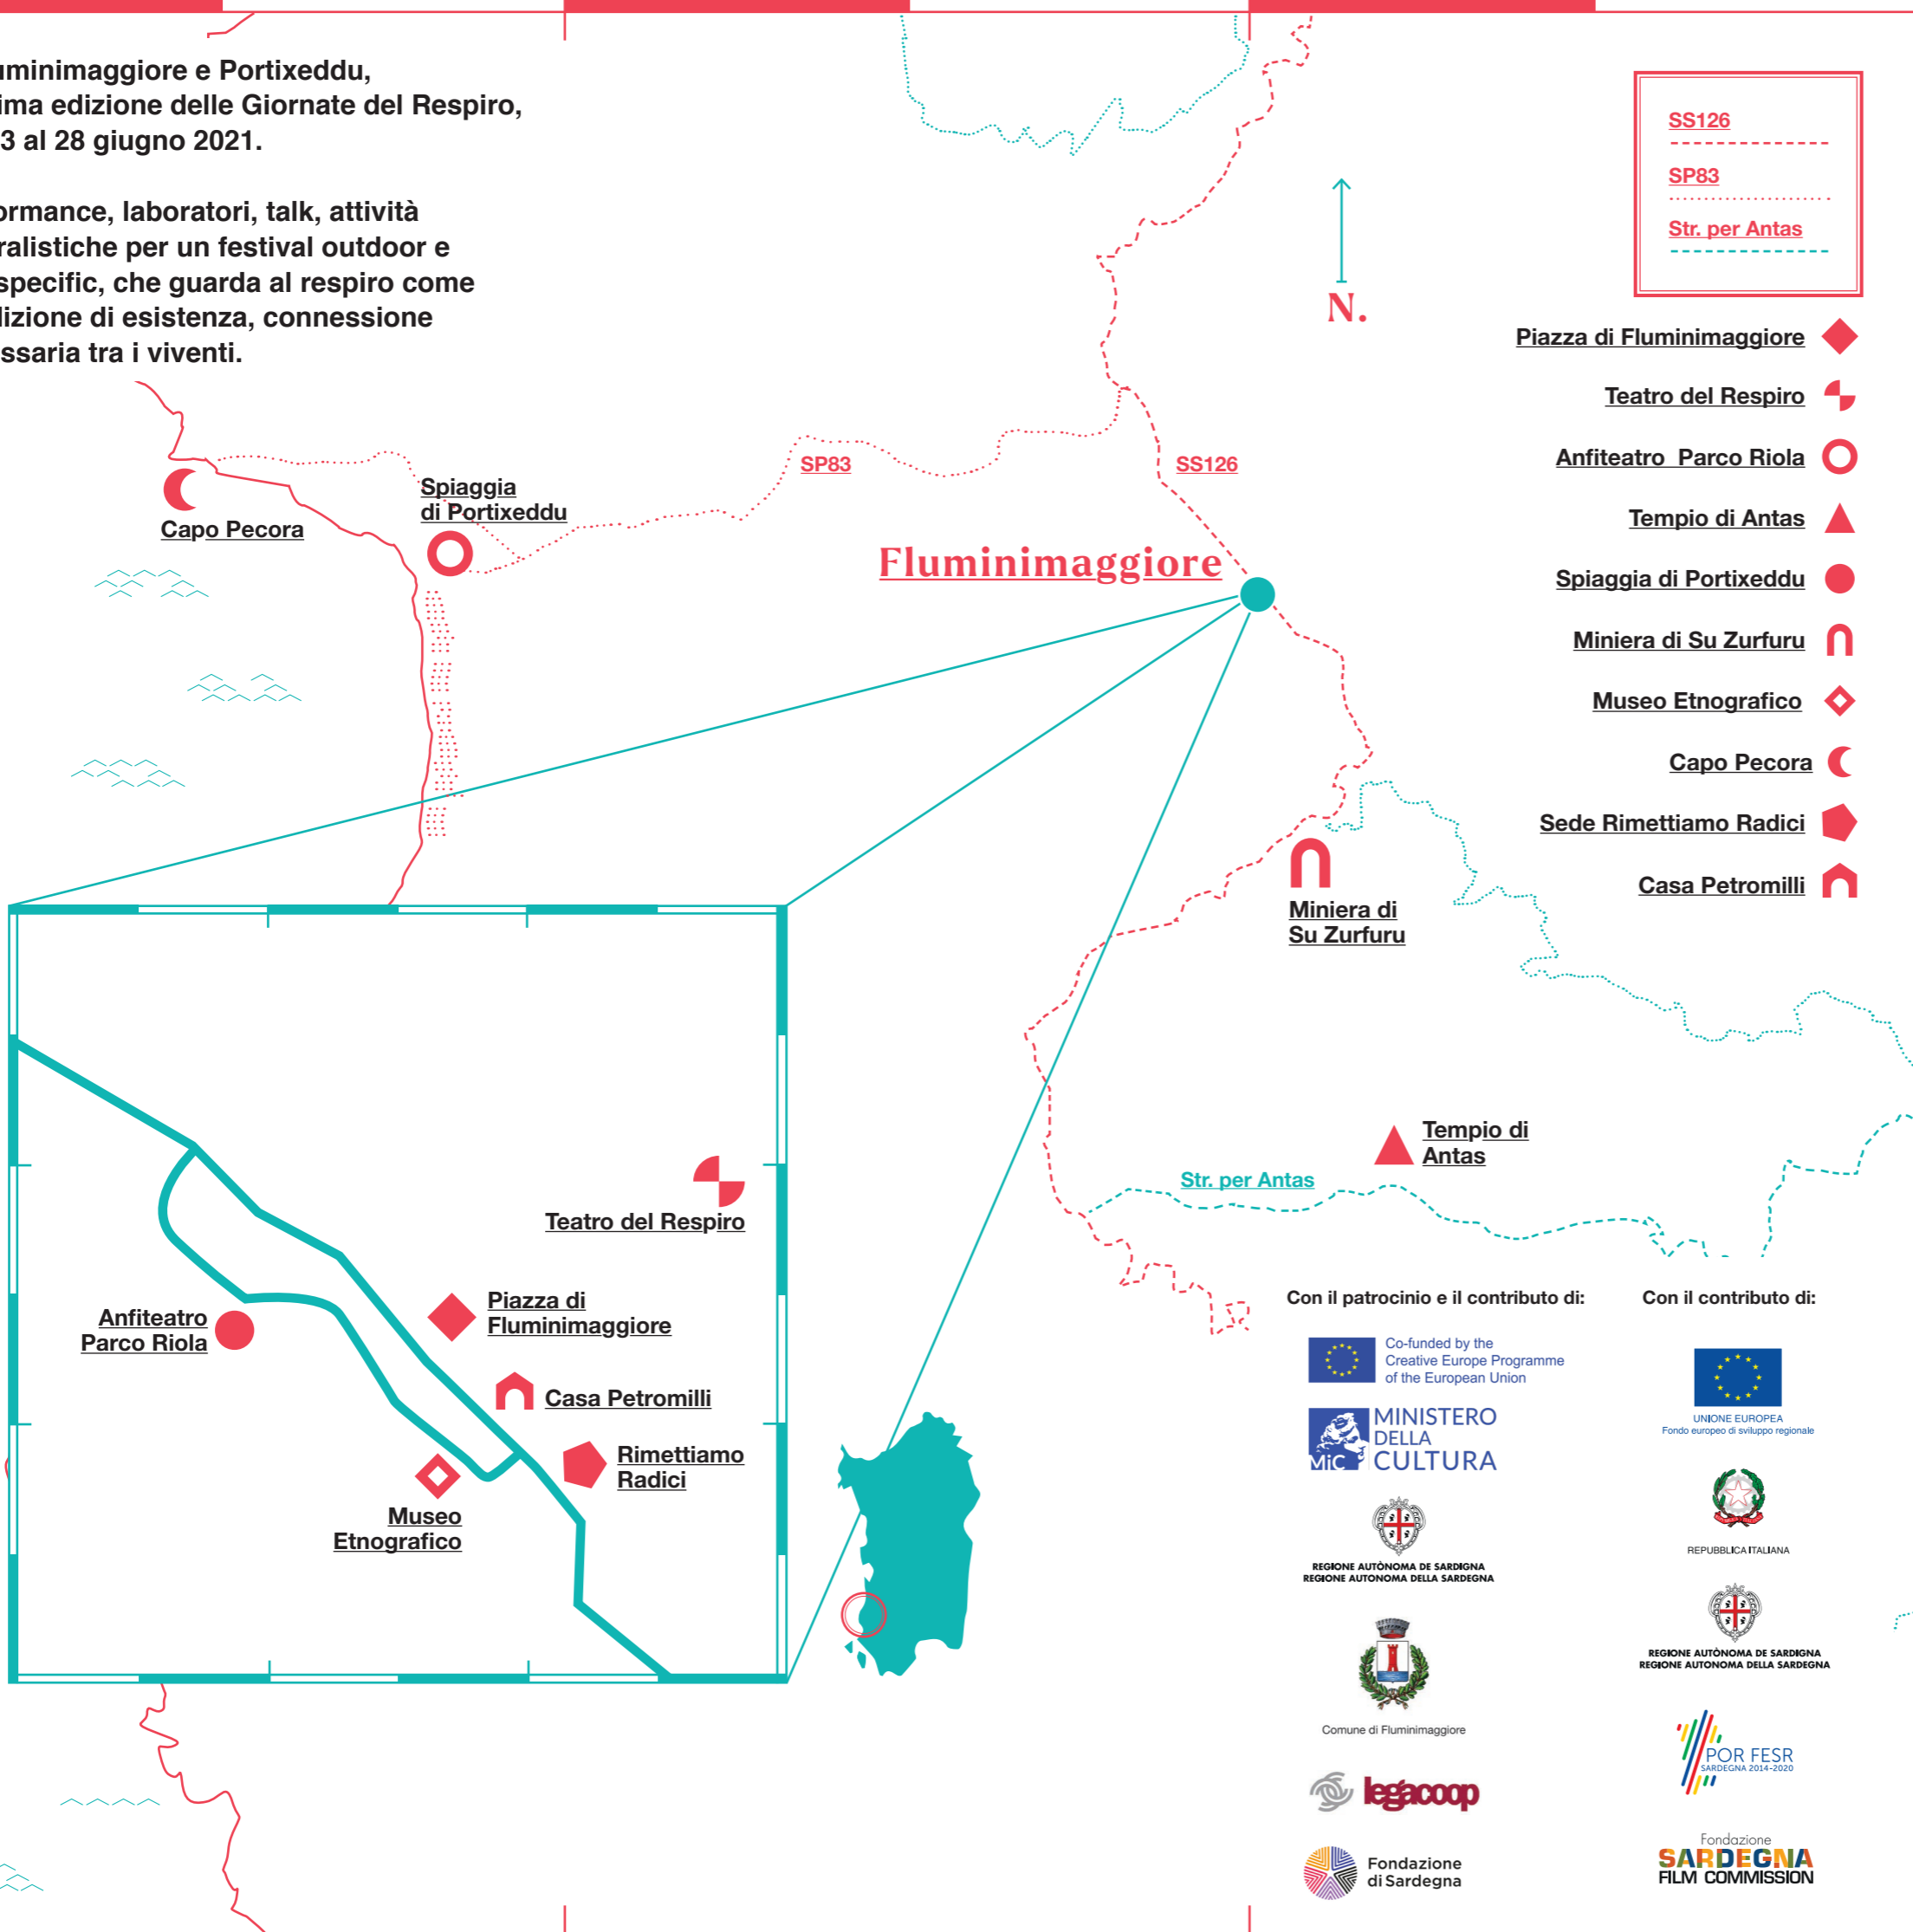 uminimaggiore e Portixeddu,
ima edizione delle Giornate del Respiro,
3 al 28 giugno 2021.
ormance, laboratori, talk, attività
ralistiche per un festival outdoor e
specific, che guarda al respiro come
lizione di esistenza, connessione
ssaria tra i viventi.
SS126
SP83
Str. per Antas
N.
Piazza di Fluminimaggiore
Teatro del Respiro
Anfiteatro Parco Riola
Tempio di Antas
Spiaggia di Portixeddu
Miniera di Su Zurfuru
Museo Etnografico
Capo Pecora
Sede Rimettiamo Radici
Casa Petromilli
Capo Pecora
Spiaggia
di Portixeddu
SP83
SS126
Fluminimaggiore
Miniera di
Su Zurfuru
Tempio di
Antas
Str. per Antas
Teatro del Respiro
Piazza di
Fluminimaggiore
Anfiteatro
Parco Riola
Casa Petromilli
Rimettiamo
Radici
Museo
Etnografico
Con il patrocinio e il contributo di:
Co-funded by the
Creative Europe Programme
of the European Union
MiC
MINISTERO
DELLA
CULTURA
REGIONE AUTÒNOMA DE SARDIGNA
REGIONE AUTONOMA DELLA SARDEGNA
Comune di Fluminimaggiore
legacoop
Fondazione
di Sardegna
Con il contributo di:
UNIONE EUROPEA
Fondo europeo di sviluppo regionale
REPUBBLICA ITALIANA
REGIONE AUTÒNOMA DE SARDIGNA
REGIONE AUTONOMA DELLA SARDEGNA
POR FESR
SARDEGNA 2014-2020
Fondazione
SARDEGNA
FILM COMMISSION